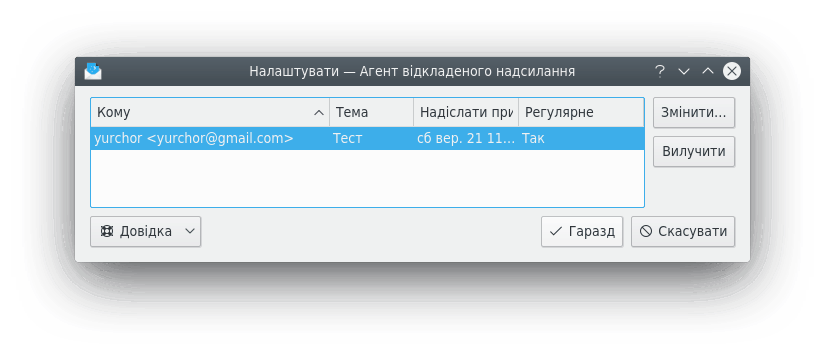 Налаштувати — Агент відкладеного надсилання
Кому Тема Надіслати при Регулярне
yurchor <yurchor@gmail.com> Тест сб вер. 21 11... Так
Змінити...
Вилучити
Довідка Гаразд Скасувати